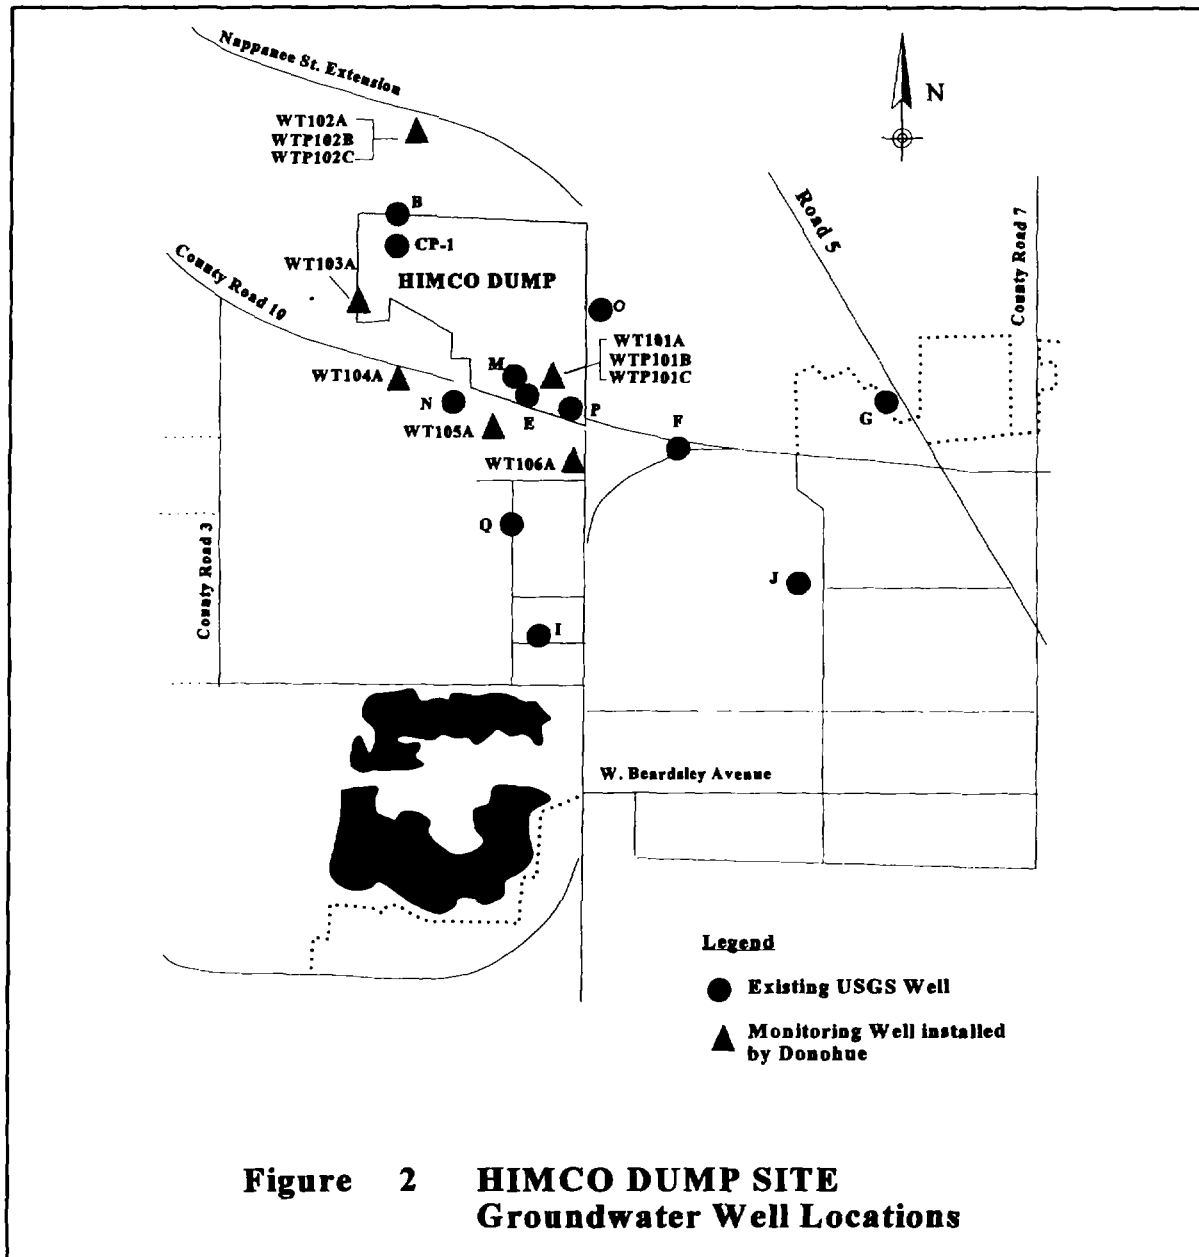 Nappanee St. Extension
WT102A
WTP102B
WTP102C
N
B
CP-1
HIMCO DUMP
WT103A
County Road 10
Road 5
County Road 7
O
WT101A
WTP101B
WTP101C
M
WT104A
N
E
P
F
G
WT105A
WT106A
Q
County Road 3
J
I
W. Beardsley Avenue
Legend
Existing USGS Well
Monitoring Well installed
by Donohue
Figure 2 HIMCO DUMP SITE
Groundwater Well Locations